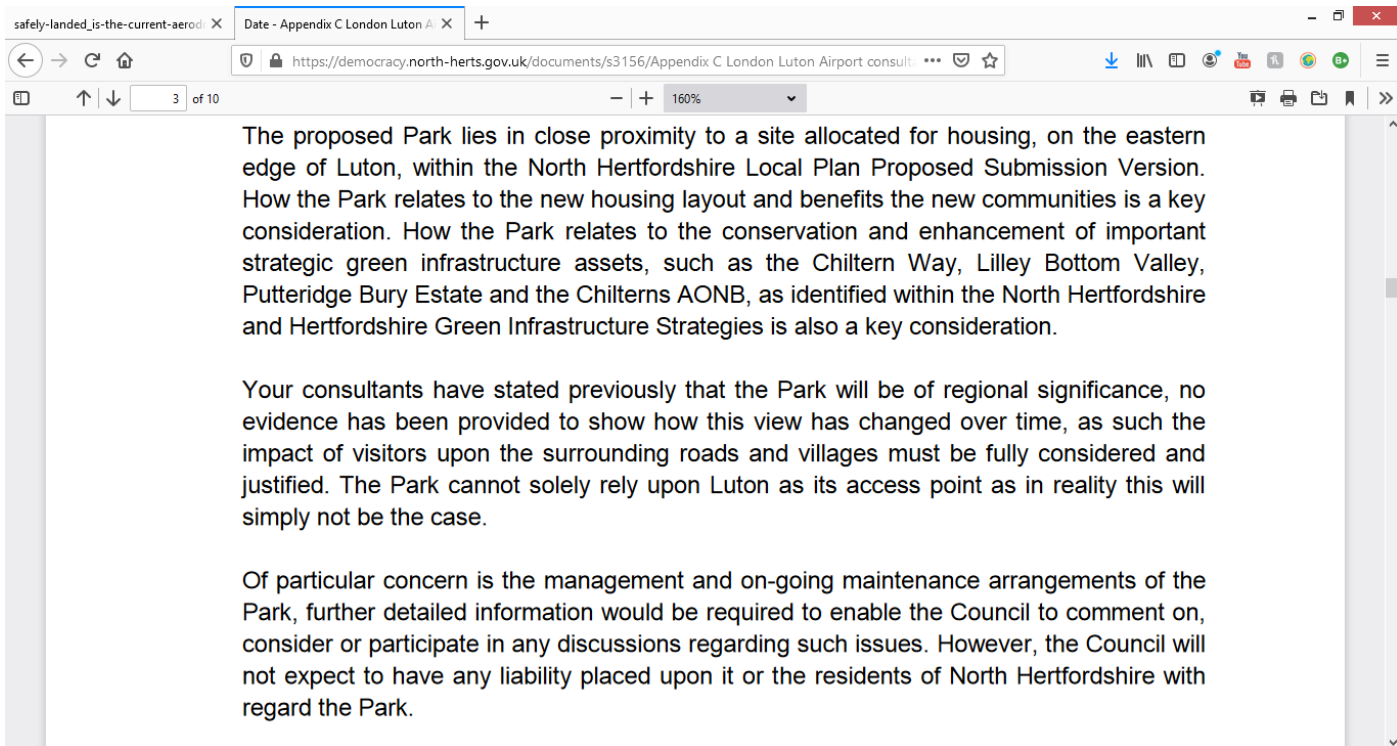 safely-landed_is-the-current-aerod
Date - Appendix C London Luton A
https://democracy.north-herts.gov.uk/documents/s3156/Appendix C London Luton Airport consult
3 of 10
160%
The proposed Park lies in close proximity to a site allocated for housing, on the eastern
edge of Luton, within the North Hertfordshire Local Plan Proposed Submission Version.
How the Park relates to the new housing layout and benefits the new communities is a key
consideration. How the Park relates to the conservation and enhancement of important
strategic green infrastructure assets, such as the Chiltern Way, Lilley Bottom Valley,
Putteridge Bury Estate and the Chilterns AONB, as identified within the North Hertfordshire
and Hertfordshire Green Infrastructure Strategies is also a key consideration.
Your consultants have stated previously that the Park will be of regional significance, no
evidence has been provided to show how this view has changed over time, as such the
impact of visitors upon the surrounding roads and villages must be fully considered and
justified. The Park cannot solely rely upon Luton as its access point as in reality this will
simply not be the case.
Of particular concern is the management and on-going maintenance arrangements of the
Park, further detailed information would be required to enable the Council to comment on,
consider or participate in any discussions regarding such issues. However, the Council will
not expect to have any liability placed upon it or the residents of North Hertfordshire with
regard the Park.